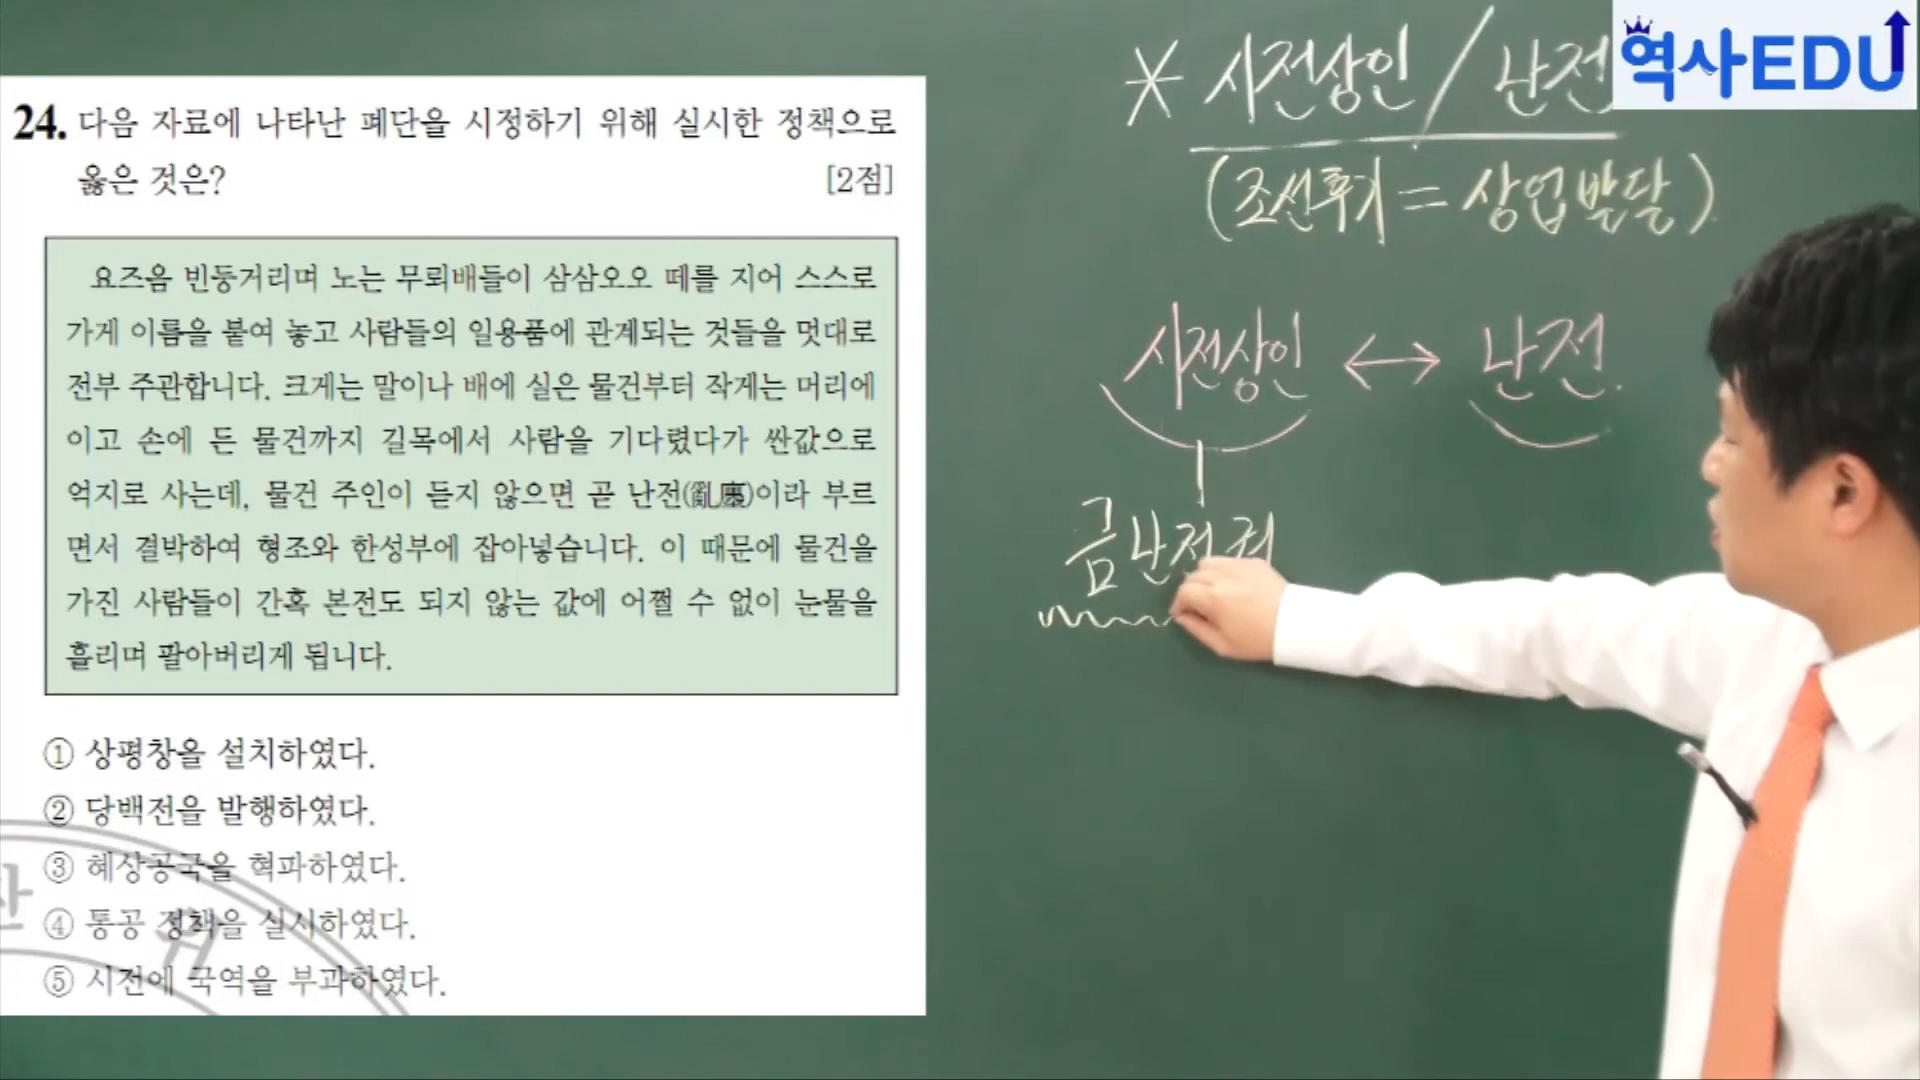 24. 다음 자료에 나타난 폐단을 시정하기 위해 실시한 정책으로
옳은 것은? [2점]
요즈음 빈둥거리며 노는 무뢰배들이 삼삼오오 떼를 지어 스스로
가게 이름을 붙여 놓고 사람들의 일용품에 관계되는 것들을 멋대로
전부 주관합니다. 크게는 말이나 배에 실은 물건부터 작게는 머리에
이고 손에 든 물건까지 길목에서 사람을 기다렸다가 싼값으로
억지로 사는데, 물건 주인이 듣지 않으면 곧 난전(亂廛)이라 부르
면서 결박하여 형조와 한성부에 잡아넣습니다. 이 때문에 물건을
가진 사람들이 간혹 본전도 되지 않는 값에 어쩔 수 없이 눈물을
흘리며 팔아버리게 됩니다.
① 상평창을 설치하였다.
② 당백전을 발행하였다.
③ 혜상공국을 혁파하였다.
④ 통공 정책을 실시하였다.
⑤ 시전에 국역을 부과하였다.
* 시전상인 / 난전
(조선후기 = 상업발달)
시전상인 ↔ 난전.
금난전권
역사EDU